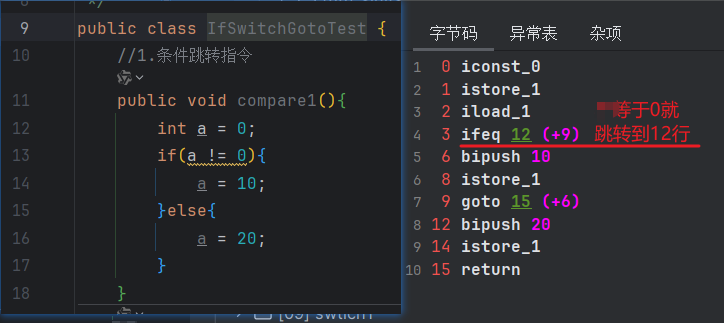 */
9 public class IfSwitchGotoTest {
10 //1.条件跳转指令
11 public void compare1(){
12 int a = 0;
13 if(a != 0){
14 a = 10;
15 }else{
16 a = 20;
17 }
18 }
字节码 异常表 杂项
1 0 iconst_0
2 1 istore_1
3 2 iload_1
4 3 ifeq 12 (+9)
5 6 bipush 10
6 8 istore_1
7 9 goto 15 (+6)
8 12 bipush 20
9 14 istore_1
10 15 return
等于0就
跳转到12行